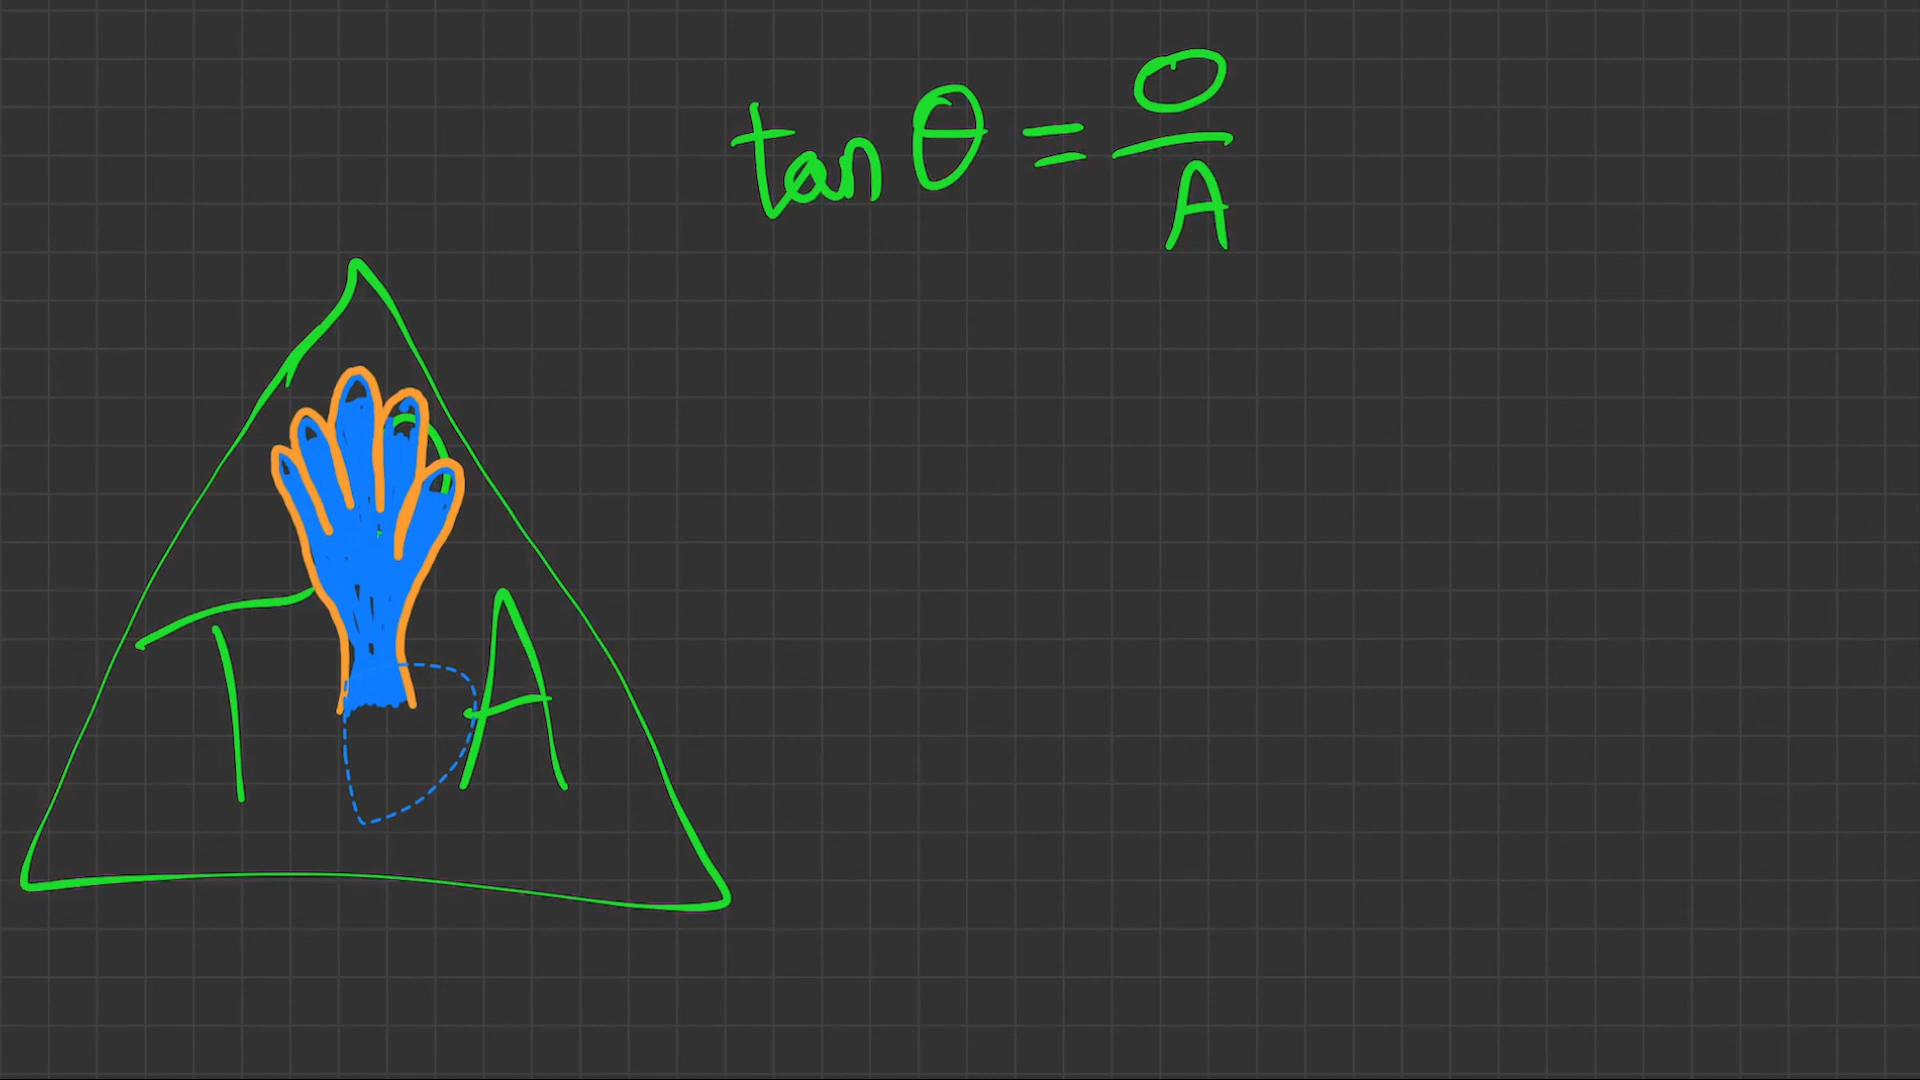 tan θ = O/A
T A